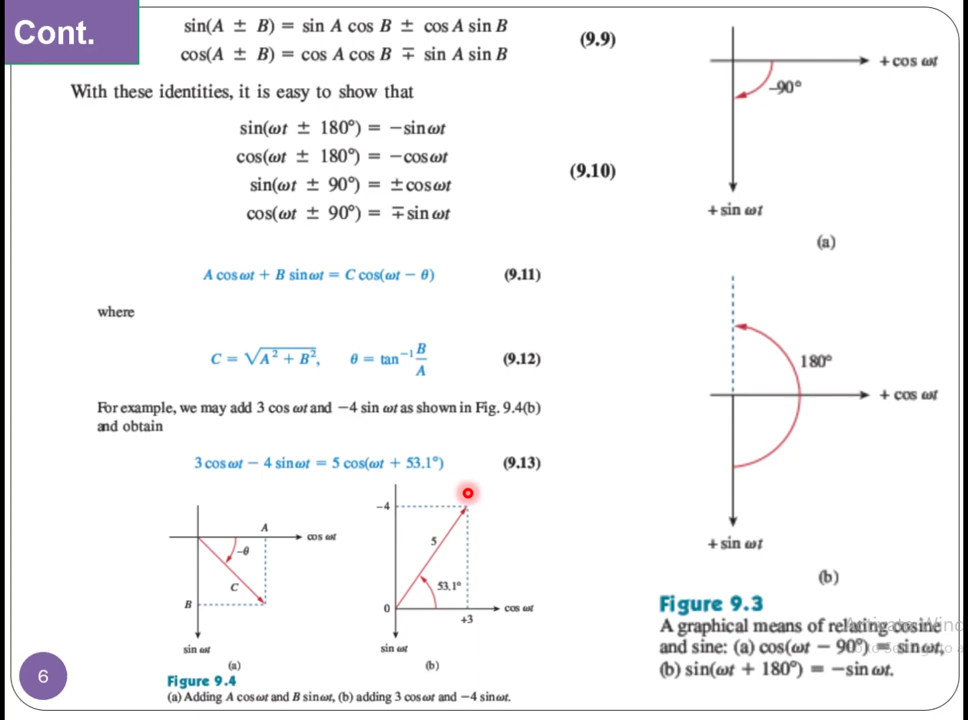 Cont.
sin(A ± B) = sin A cos B ± cos A sin B
cos(A ± B) = cos A cos B ∓ sin A sin B
(9.9)
With these identities, it is easy to show that
sin(ωt ± 180°) = −sin ωt
cos(ωt ± 180°) = −cos ωt
sin(ωt ± 90°) = ±cos ωt
cos(ωt ± 90°) = ∓sin ωt
(9.10)
A cos ωt + B sin ωt = C cos(ωt − θ) (9.11)
where
C = √A² + B², θ = tan⁻¹ B/A (9.12)
For example, we may add 3 cos ωt and −4 sin ωt as shown in Fig. 9.4(b)
and obtain
3 cos ωt − 4 sin ωt = 5 cos(ωt + 53.1°) (9.13)
A
cos ωt
−θ
C
B
sin ωt
(a)
−4
5
53.1°
0
cos ωt
+3
sin ωt
(b)
Figure 9.4
(a) Adding A cos ωt and B sin ωt, (b) adding 3 cos ωt and −4 sin ωt.
6
+ cos ωt
−90°
+ sin ωt
(a)
180°
+ cos ωt
+ sin ωt
(b)
Figure 9.3
A graphical means of relating cosine
and sine: (a) cos(ωt − 90°) = sin ωt,
(b) sin(ωt + 180°) = −sin ωt.